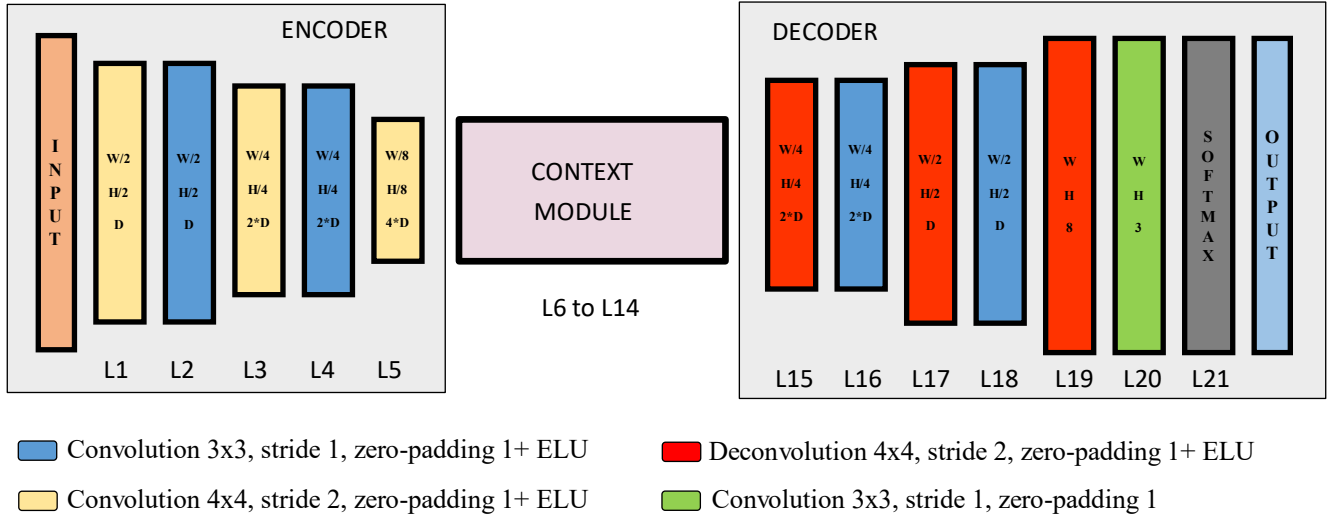 ENCODER
INPUT
W/2
H/2
D
W/2
H/2
D
W/4
H/4
2*D
W/4
H/4
2*D
W/8
H/8
4*D
L1 L2 L3 L4 L5
CONTEXT
MODULE
L6 to L14
DECODER
W/4
H/4
2*D
W/4
H/4
2*D
W/2
H/2
D
W/2
H/2
D
W
H
8
W
H
3
SOFTMAX
OUTPUT
L15 L16 L17 L18 L19 L20 L21
Convolution 3x3, stride 1, zero-padding 1+ ELU
Deconvolution 4x4, stride 2, zero-padding 1+ ELU
Convolution 4x4, stride 2, zero-padding 1+ ELU
Convolution 3x3, stride 1, zero-padding 1